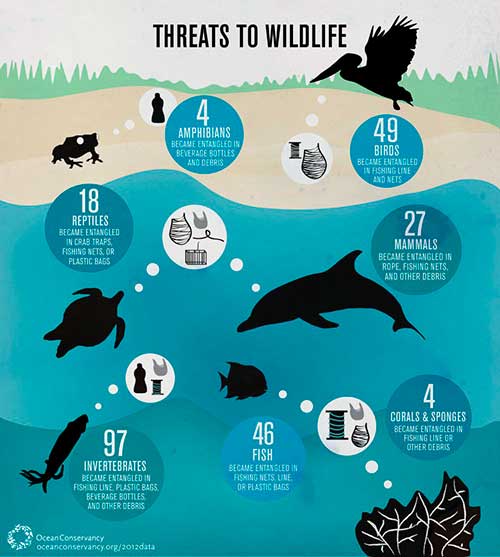 THREATS TO WILDLIFE
4
AMPHIBIANS
BECAME ENTANGLED IN
BEVERAGE BOTTLES
AND DEBRIS
49
BIRDS
BECAME ENTANGLED
IN FISHING LINE
AND NETS
18
REPTILES
BECAME ENTANGLED
IN CRAB TRAPS,
FISHING NETS, OR
PLASTIC BAGS
27
MAMMALS
BECAME ENTANGLED IN
ROPE, FISHING NETS,
AND OTHER DEBRIS
97
INVERTEBRATES
BECAME ENTANGLED IN
FISHING LINE, PLASTIC BAGS,
BEVERAGE BOTTLES,
AND OTHER DEBRIS
46
FISH
BECAME ENTANGLED IN
FISHING NETS, LINE,
OR PLASTIC BAGS
4
CORALS & SPONGES
BECAME ENTANGLED IN
FISHING LINE OR
OTHER DEBRIS
OceanConservancy
oceanconservancy.org/2012data